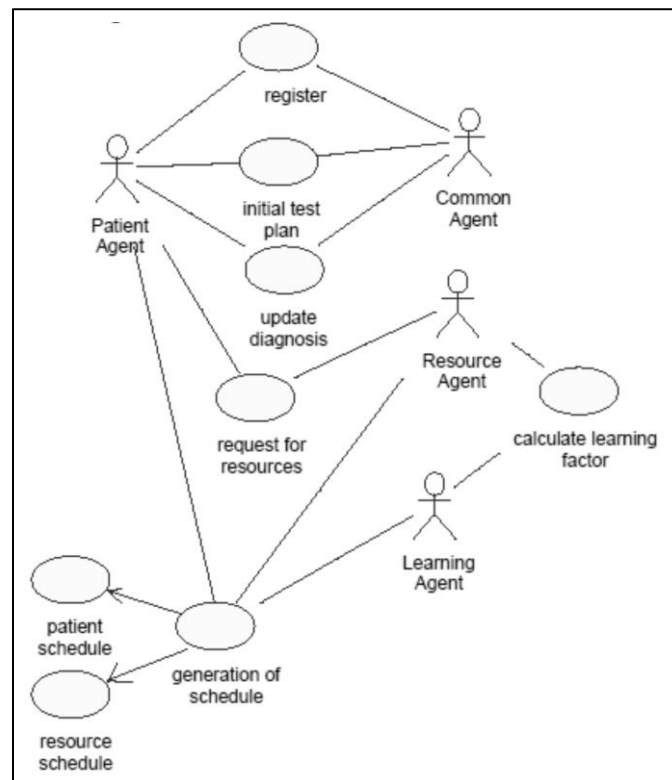 register
Patient
Agent
initial test
plan
Common
Agent
update
diagnosis
Resource
Agent
request for
resources
calculate learning
factor
Learning
Agent
patient
schedule
generation of
schedule
resource
schedule